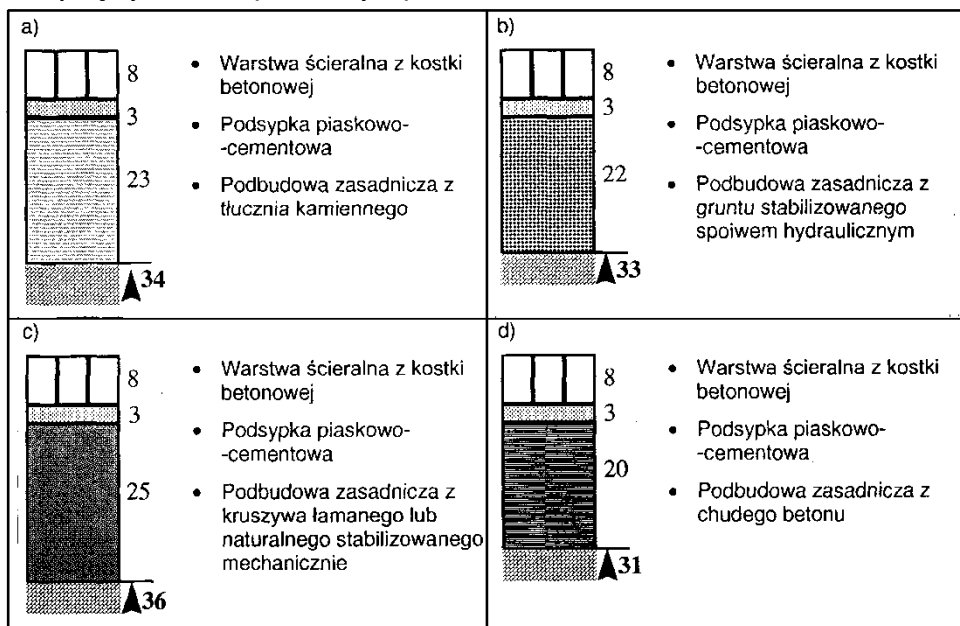 a)
8
3
23
34
• Warstwa ścieralna z kostki
betonowej
• Podsypka piaskowo-
-cementowa
• Podbudowa zasadnicza z
tłucznia kamiennego
b)
8
3
22
33
• Warstwa ścieralna z kostki
betonowej
• Podsypka piaskowo-
-cementowa
• Podbudowa zasadnicza z
gruntu stabilizowanego
spoiwem hydraulicznym
c)
8
3
25
36
• Warstwa ścieralna z kostki
betonowej
• Podsypka piaskowo-
-cementowa
• Podbudowa zasadnicza z
kruszywa łamanego lub
naturalnego stabilizowanego
mechanicznie
d)
8
3
20
31
• Warstwa ścieralna z kostki
betonowej
• Podsypka piaskowo-
-cementowa
• Podbudowa zasadnicza z
chudego betonu